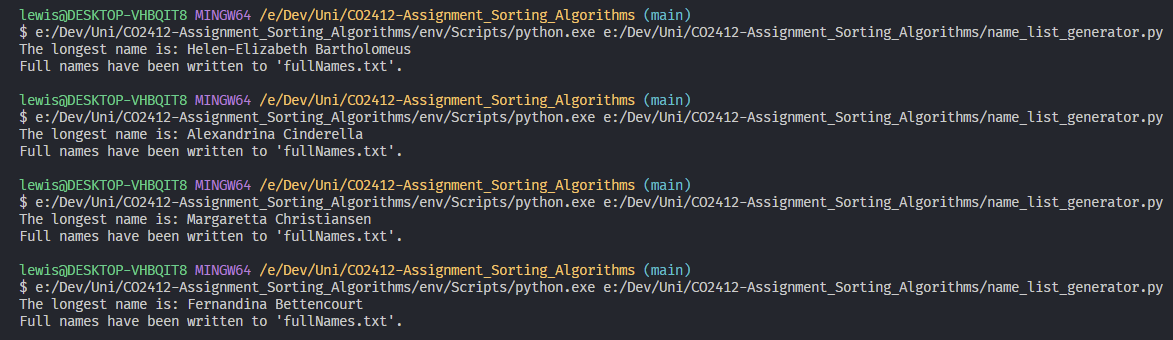 lewis@DESKTOP-VHBQIT8 MINGW64 /e/Dev/Uni/CO2412-Assignment_Sorting_Algorithms (main)
$ e:/Dev/Uni/CO2412-Assignment_Sorting_Algorithms/env/Scripts/python.exe e:/Dev/Uni/CO2412-Assignment_Sorting_Algorithms/name_list_generator.py
The longest name is: Helen-Elizabeth Bartholomeus
Full names have been written to 'fullNames.txt'.
lewis@DESKTOP-VHBQIT8 MINGW64 /e/Dev/Uni/CO2412-Assignment_Sorting_Algorithms (main)
$ e:/Dev/Uni/CO2412-Assignment_Sorting_Algorithms/env/Scripts/python.exe e:/Dev/Uni/CO2412-Assignment_Sorting_Algorithms/name_list_generator.py
The longest name is: Alexandrina Cinderella
Full names have been written to 'fullNames.txt'.
lewis@DESKTOP-VHBQIT8 MINGW64 /e/Dev/Uni/CO2412-Assignment_Sorting_Algorithms (main)
$ e:/Dev/Uni/CO2412-Assignment_Sorting_Algorithms/env/Scripts/python.exe e:/Dev/Uni/CO2412-Assignment_Sorting_Algorithms/name_list_generator.py
The longest name is: Margaretta Christiansen
Full names have been written to 'fullNames.txt'.
lewis@DESKTOP-VHBQIT8 MINGW64 /e/Dev/Uni/CO2412-Assignment_Sorting_Algorithms (main)
$ e:/Dev/Uni/CO2412-Assignment_Sorting_Algorithms/env/Scripts/python.exe e:/Dev/Uni/CO2412-Assignment_Sorting_Algorithms/name_list_generator.py
The longest name is: Fernandina Bettencourt
Full names have been written to 'fullNames.txt'.